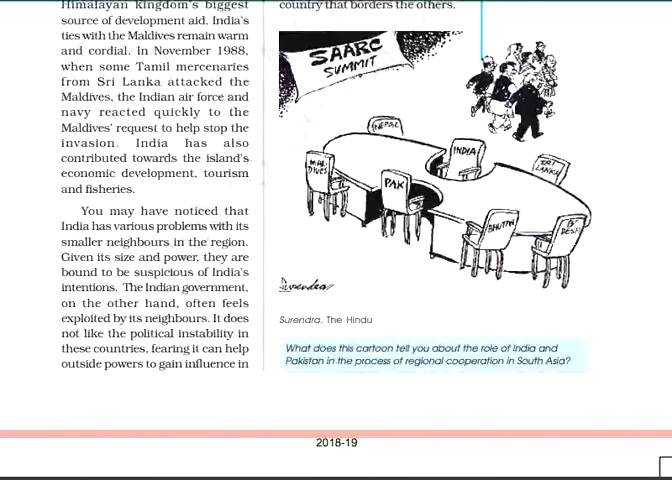 Himalayan kingdom's biggest
source of development aid. India's
ties with the Maldives remain warm
and cordial. In November 1988,
when some Tamil mercenaries
from Sri Lanka attacked the
Maldives, the Indian air force and
navy reacted quickly to the
Maldives' request to help stop the
invasion. India has also
contributed towards the island's
economic development, tourism
and fisheries.
You may have noticed that
India has various problems with its
smaller neighbours in the region.
Given its size and power, they are
bound to be suspicious of India's
intentions. The Indian government,
on the other hand, often feels
exploited by its neighbours. It does
not like the political instability in
these countries, fearing it can help
outside powers to gain influence in
country that borders the others.
SAARC
SUMMIT
NEPAL
INDIA
MAL-
DIVES
PAK
SRI
LANKA
BHUTAN
B'
DESH
Surendra
Surendra, The Hindu
What does this cartoon tell you about the role of India and
Pakistan in the process of regional cooperation in South Asia?
2018-19